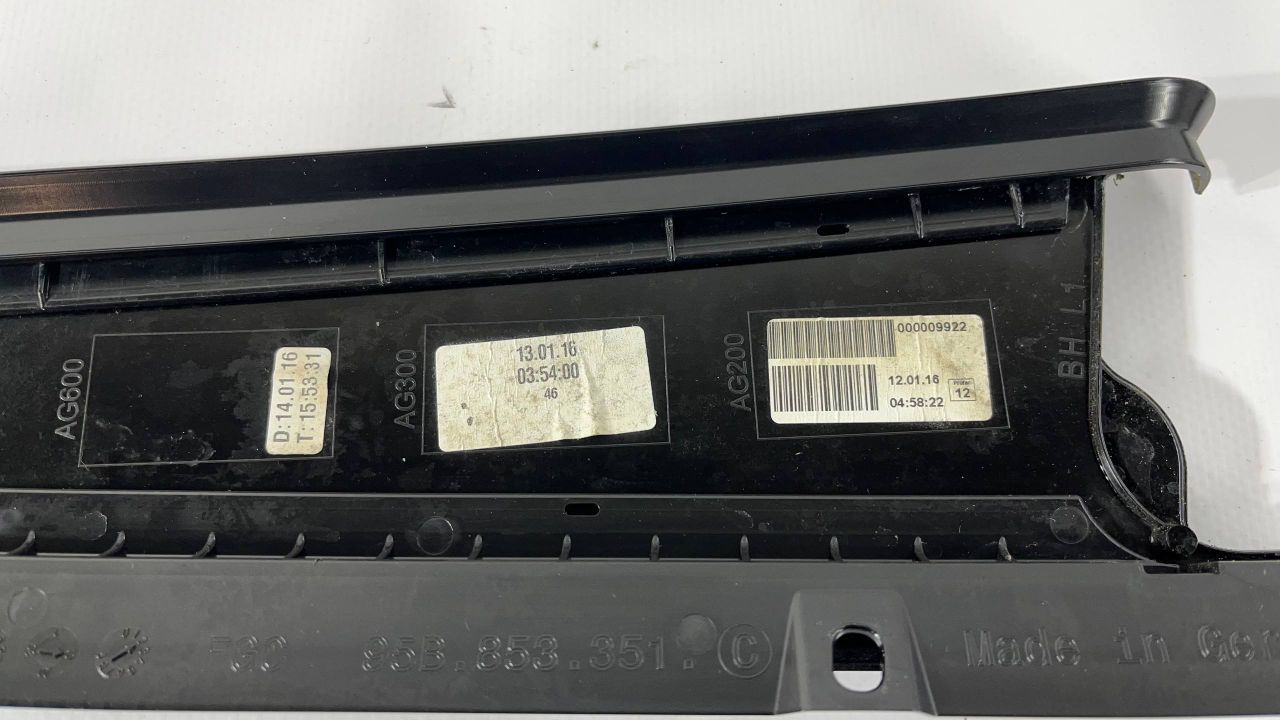 AG600
D:14.01.16
T: 15:53:31
AG300
13.01.16
03:54:00
46
AG200
000009922
12.01.16
04:58:22
12
BH L1
95B.853.351. C
Made in